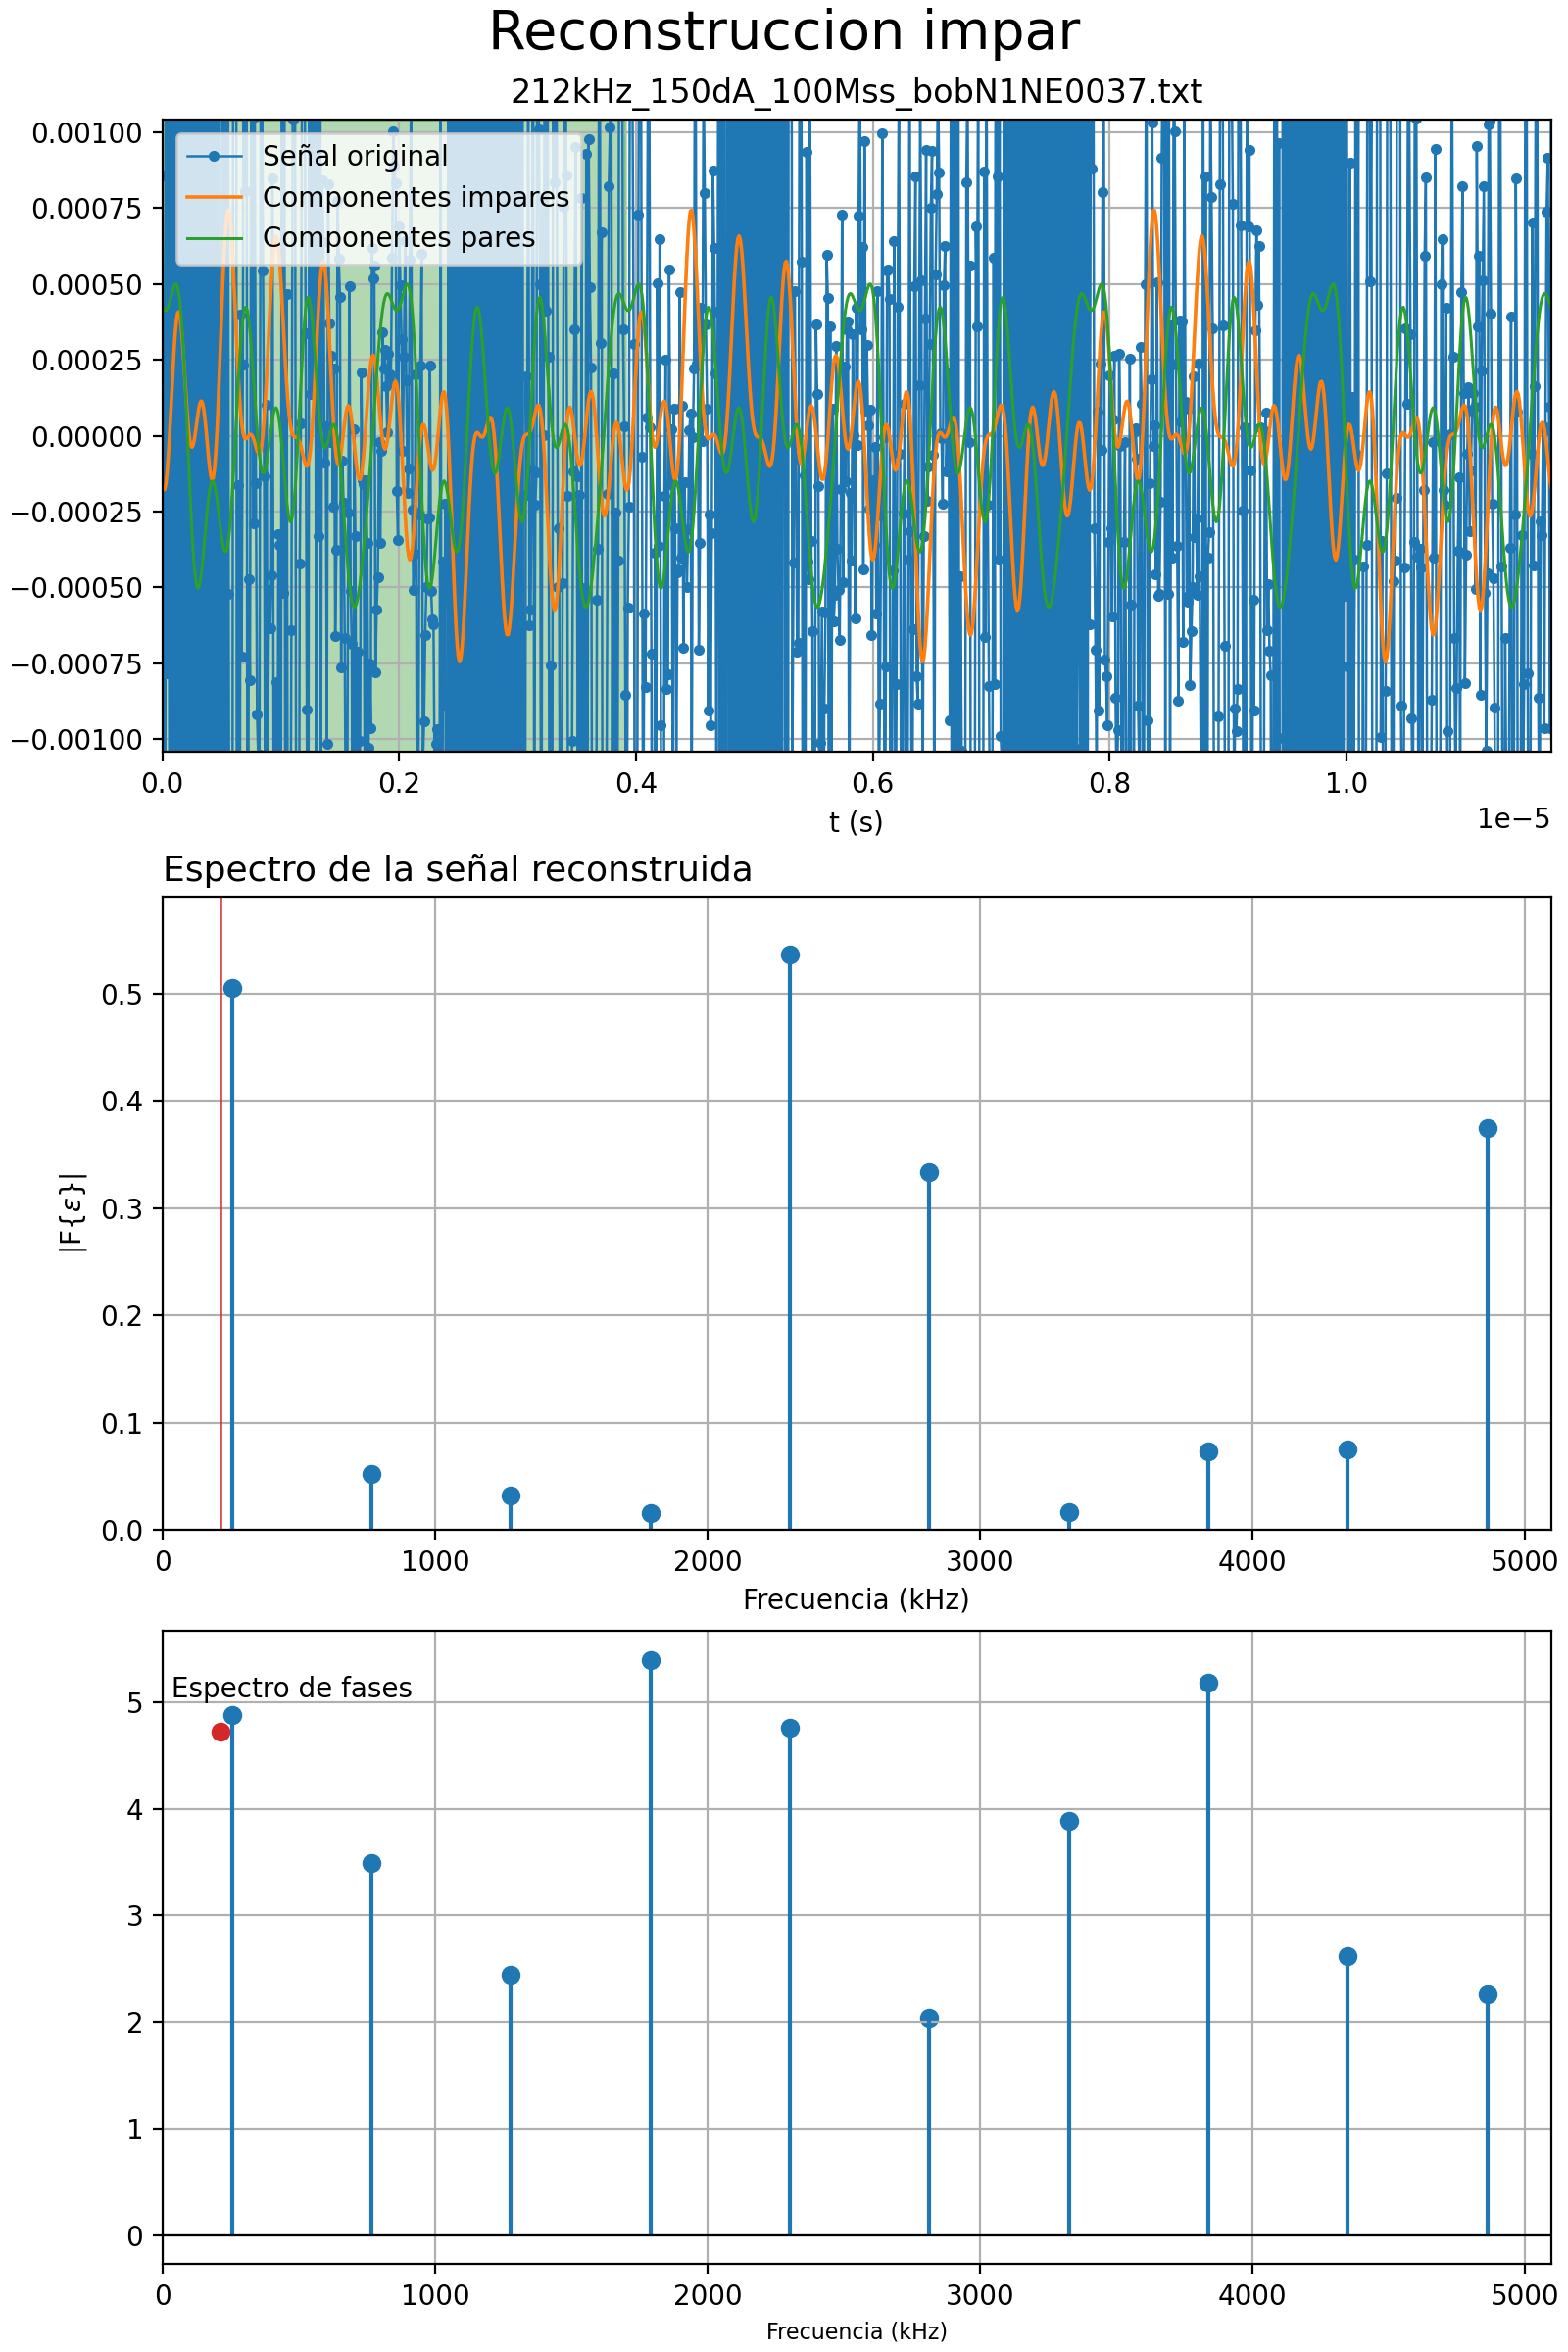 Reconstruccion impar
212kHz_150dA_100Mss_bobN1NE0037.txt
Señal original
Componentes impares
Componentes pares
0.00100
0.00075
0.00050
0.00025
0.00000
−0.00025
−0.00050
−0.00075
−0.00100
0.0 0.2 0.4 0.6 0.8 1.0
t (s)
1e−5
Espectro de la señal reconstruida
|F{ε}|
0.5
0.4
0.3
0.2
0.1
0.0
0 1000 2000 3000 4000 5000
Frecuencia (kHz)
Espectro de fases
5
4
3
2
1
0
0 1000 2000 3000 4000 5000
Frecuencia (kHz)